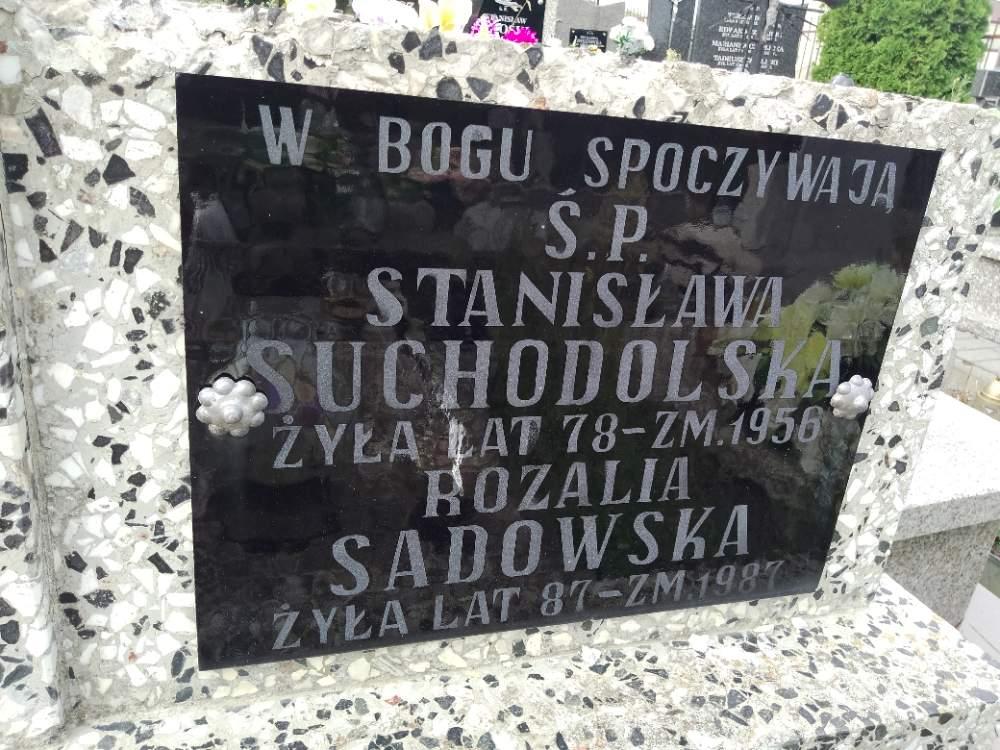 W BOGU SPOCZYWAJĄ
Ś.P.
STANISŁAWA
SUCHODOLSKA
ŻYŁA LAT 78-ZM.1956
ROZALIA
SADOWSKA
ŻYŁA LAT 87-ZM.1987